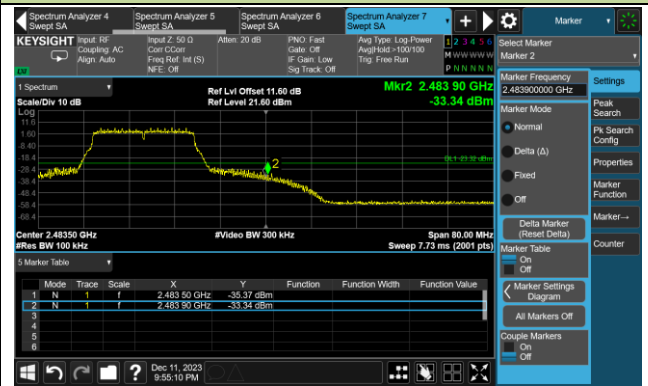 Spectrum Analyzer 4
Swept SA
Spectrum Analyzer 5
Swept SA
Spectrum Analyzer 6
Swept SA
Spectrum Analyzer 7
Swept SA
+
Marker
KEYSIGHT
Input: RF
Coupling: AC
Align: Auto
Input Z: 50 Ω
Corr CCorr
Freq Ref: Int (S)
NFE: Off
Atten: 20 dB
PNO: Fast
Gate: Off
IF Gain: Low
Sig Track: Off
Avg Type: Log-Power
Avg|Hold >100/100
Trig: Free Run
1 2 3 4 5 6
M W W W W W
P N N N N N
Select Marker
Marker 2
1 Spectrum
Scale/Div 10 dB
Log
Ref Lvl Offset 11.60 dB
Ref Level 21.60 dBm
Mkr2 2.483 90 GHz
-33.34 dBm
11.6
1.60
-8.40
-18.4
-28.4
-38.4
-48.4
-58.4
-68.4
DL1 -23.32 dBm
2
Center 2.48350 GHz
#Res BW 100 kHz
#Video BW 300 kHz
Span 80.00 MHz
Sweep 7.73 ms (2001 pts)
5 Marker Table
Mode Trace Scale X Y Function Function Width Function Value
1 N 1 f 2.483 50 GHz -35.37 dBm
2 N 1 f 2.483 90 GHz -33.34 dBm
3
4
5
6
Marker Frequency
2.483900000 GHz
Marker Mode
Normal
Delta (Δ)
Fixed
Off
Delta Marker
(Reset Delta)
Marker Table
On
Off
Marker Settings
Diagram
All Markers Off
Couple Markers
On
Off
Settings
Peak
Search
Pk Search
Config
Properties
Marker
Function
Marker→
Counter
?
Dec 11, 2023
9:55:10 PM